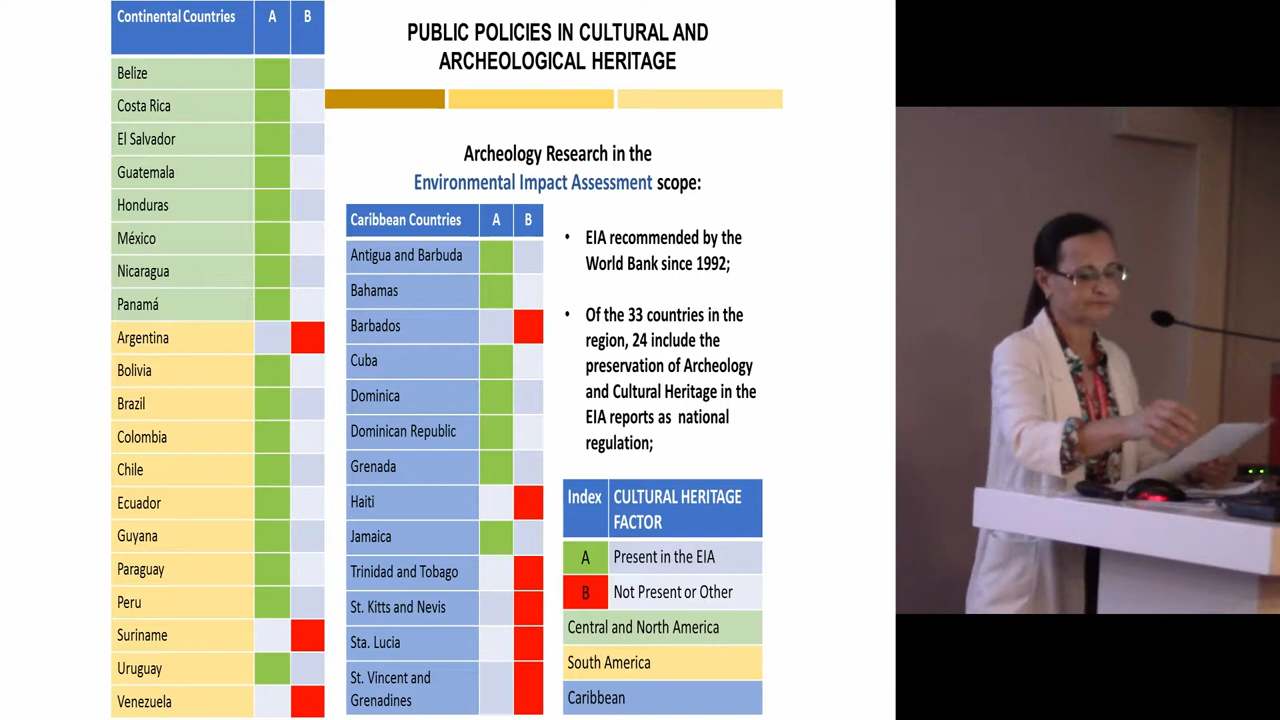 Continental Countries A B
Belize
Costa Rica
El Salvador
Guatemala
Honduras
México
Nicaragua
Panamá
Argentina
Bolivia
Brazil
Colombia
Chile
Ecuador
Guyana
Paraguay
Peru
Suriname
Uruguay
Venezuela
PUBLIC POLICIES IN CULTURAL AND
ARCHEOLOGICAL HERITAGE
Archeology Research in the
Environmental Impact Assessment scope:
Caribbean Countries A B
Antigua and Barbuda
Bahamas
Barbados
Cuba
Dominica
Dominican Republic
Grenada
Haiti
Jamaica
Trinidad and Tobago
St. Kitts and Nevis
Sta. Lucia
St. Vincent and
Grenadines
• EIA recommended by the
World Bank since 1992;
• Of the 33 countries in the
region, 24 include the
preservation of Archeology
and Cultural Heritage in the
EIA reports as national
regulation;
Index CULTURAL HERITAGE
FACTOR
A Present in the EIA
B Not Present or Other
Central and North America
South America
Caribbean